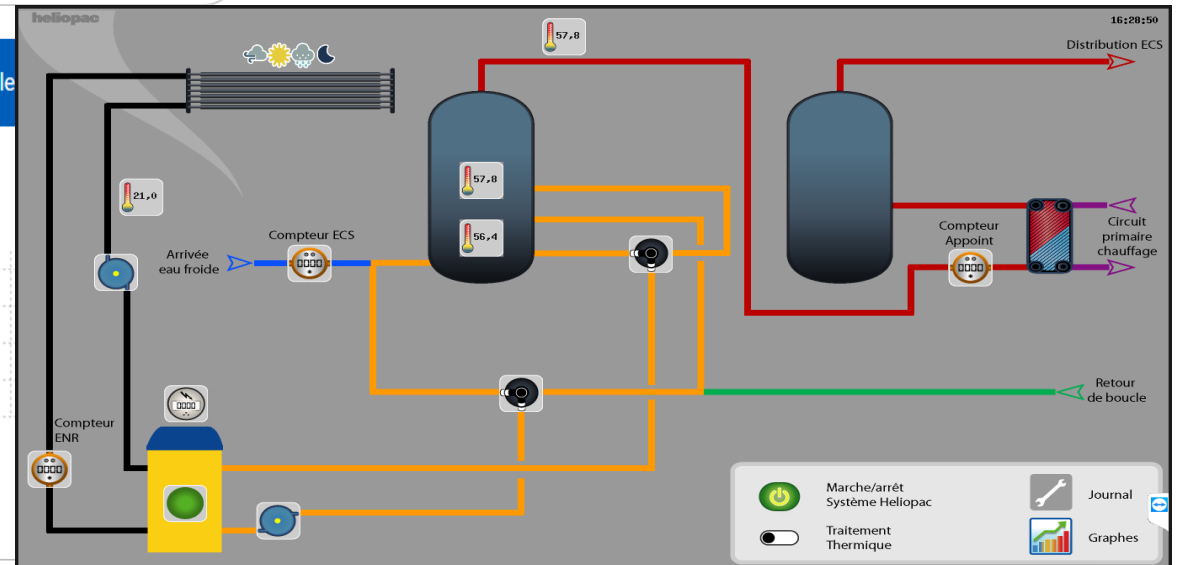 heliopac
16:28:50
57,8
Distribution ECS
57,8
21,0
56,4
Compteur ECS
Arrivée
eau froide
Compteur
Appoint
Circuit
primaire
chauffage
Retour
de boucle
Compteur
ENR
Marche/arrêt
Système Heliopac
Journal
Traitement
Thermique
Graphes
le